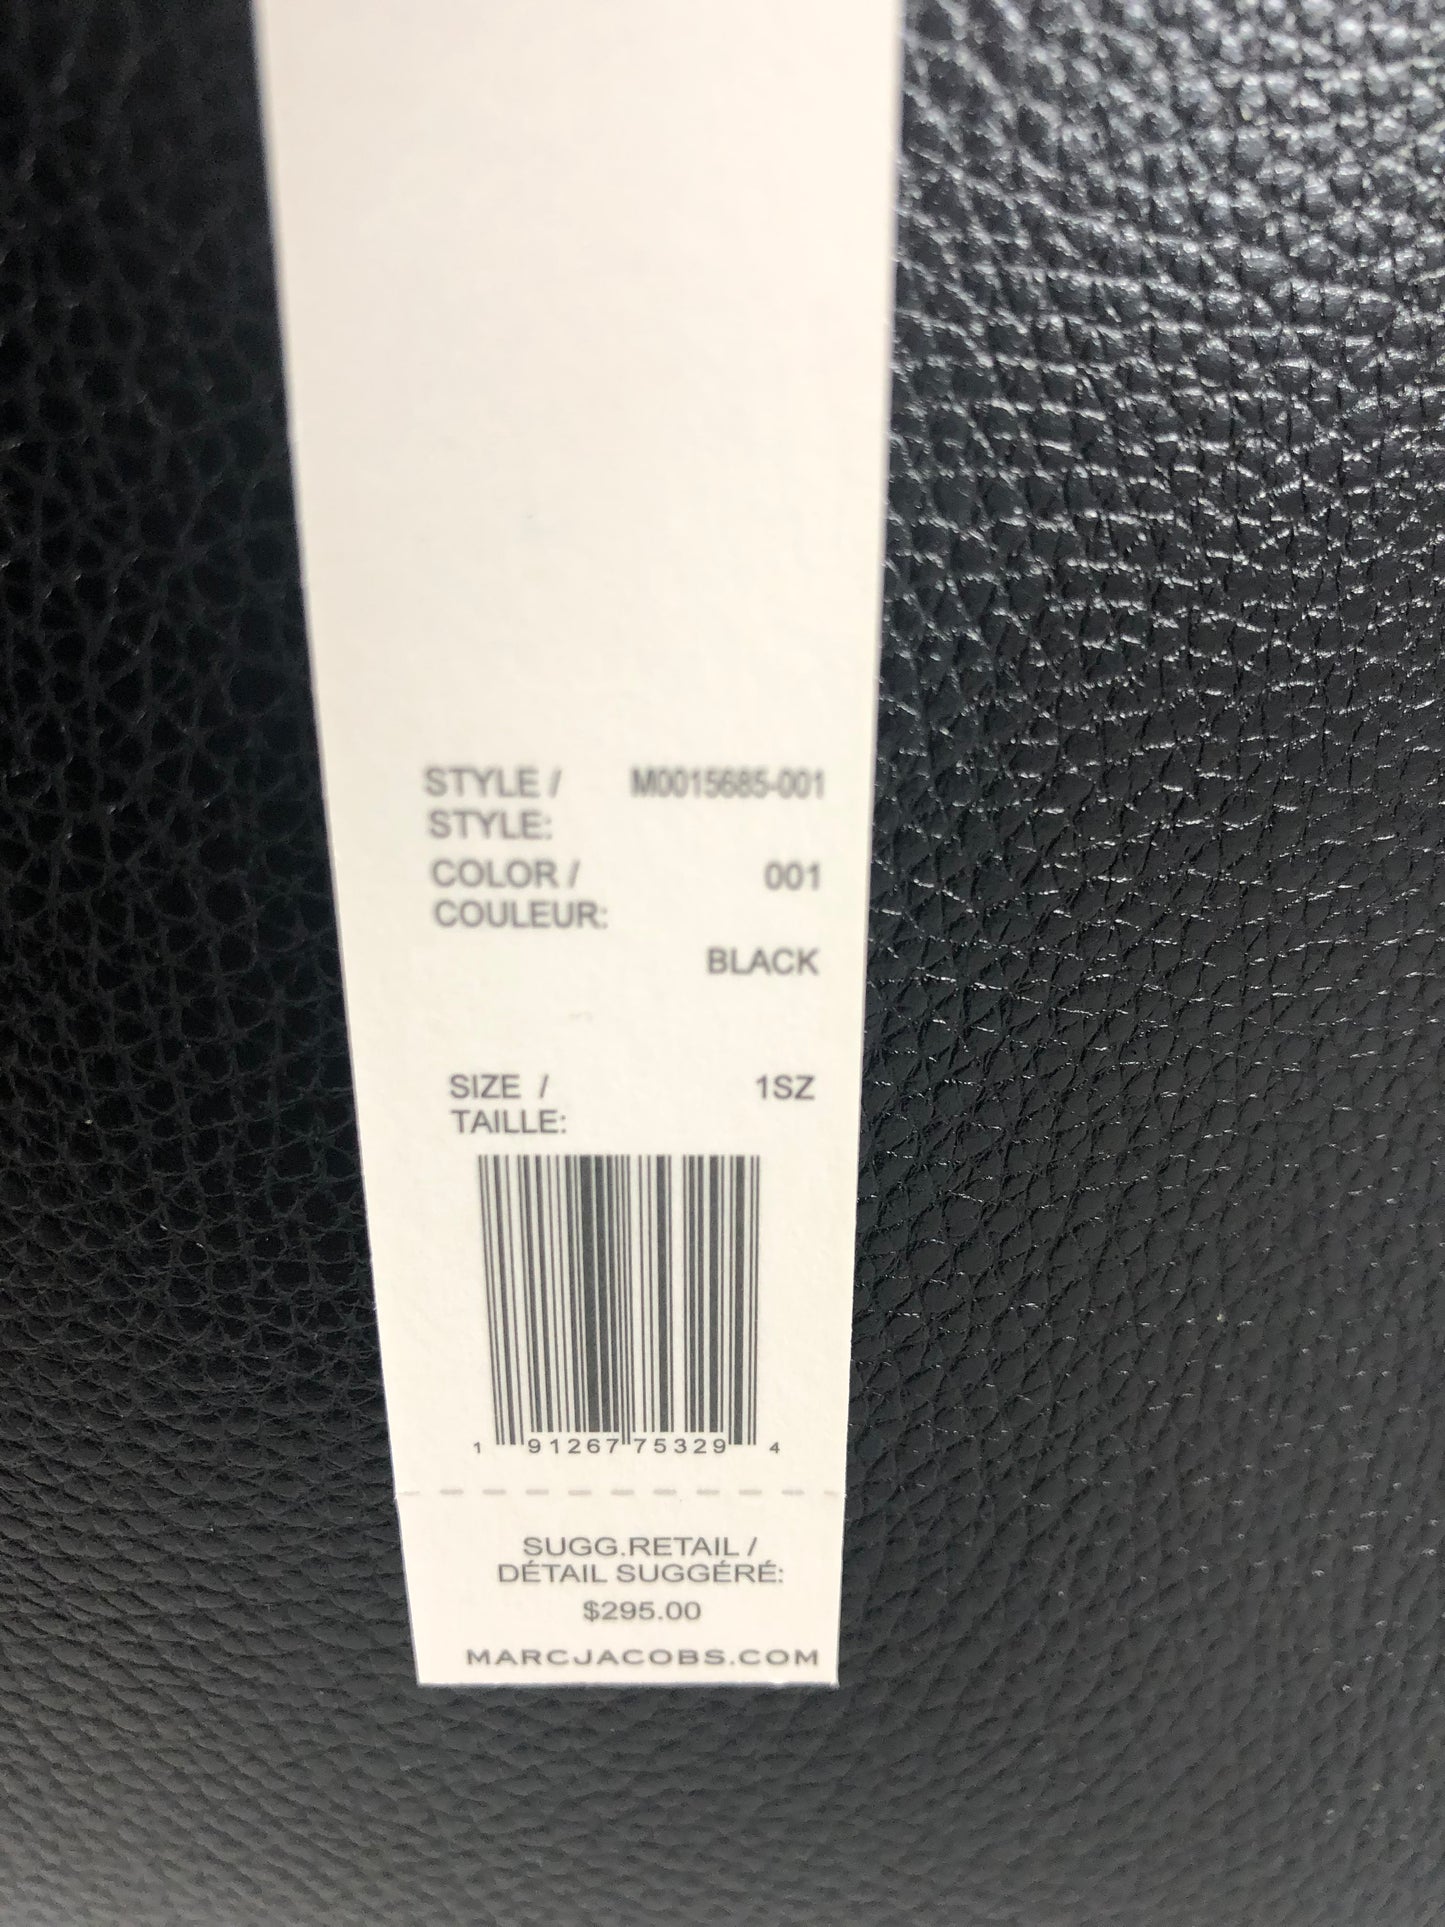 STYLE / M0015685-001
STYLE:
COLOR / 001
COULEUR:
BLACK
SIZE / 1SZ
TAILLE:
1 91267 75329 4
SUGG.RETAIL /
DÉTAIL SUGGÉRÉ:
$295.00
MARCJACOBS.COM